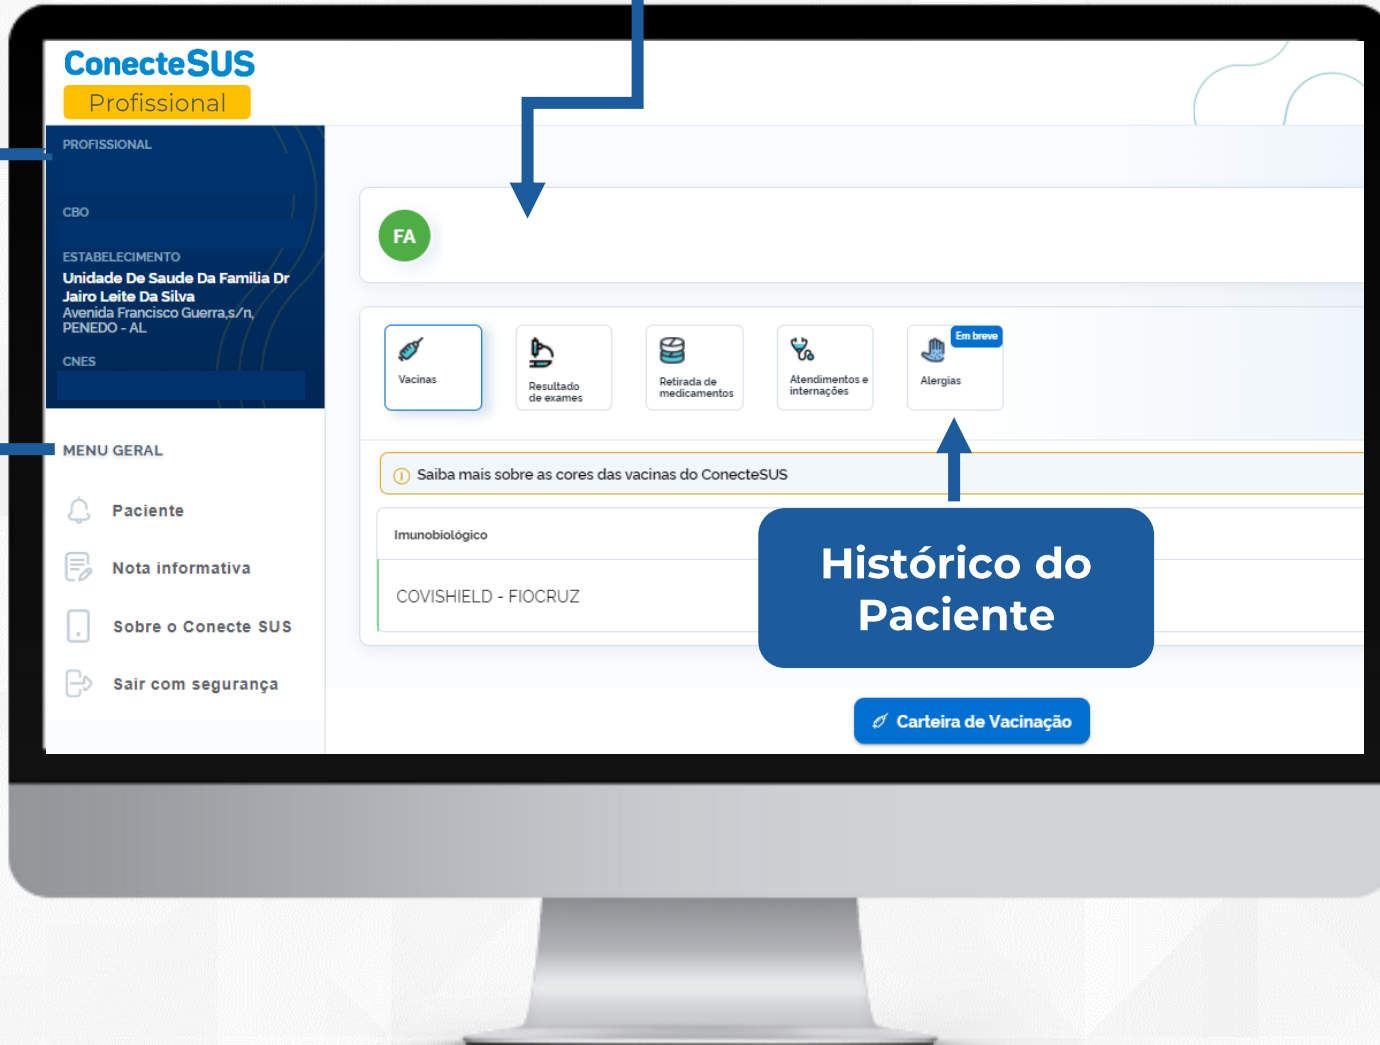 ConecteSUS
Profissional
PROFISSIONAL
CBO
ESTABELECIMENTO
Unidade De Saude Da Familia Dr
Jairo Leite Da Silva
Avenida Francisco Guerra,s/n,
PENEDO - AL
CNES
MENU GERAL
Paciente
Nota informativa
Sobre o Conecte SUS
Sair com segurança
FA
Vacinas
Resultado
de exames
Retirada de
medicamentos
Atendimentos e
internações
Em breve
Alergias
Saiba mais sobre as cores das vacinas do ConecteSUS
Imunobiológico
COVISHIELD - FIOCRUZ
Histórico do
Paciente
Carteira de Vacinação